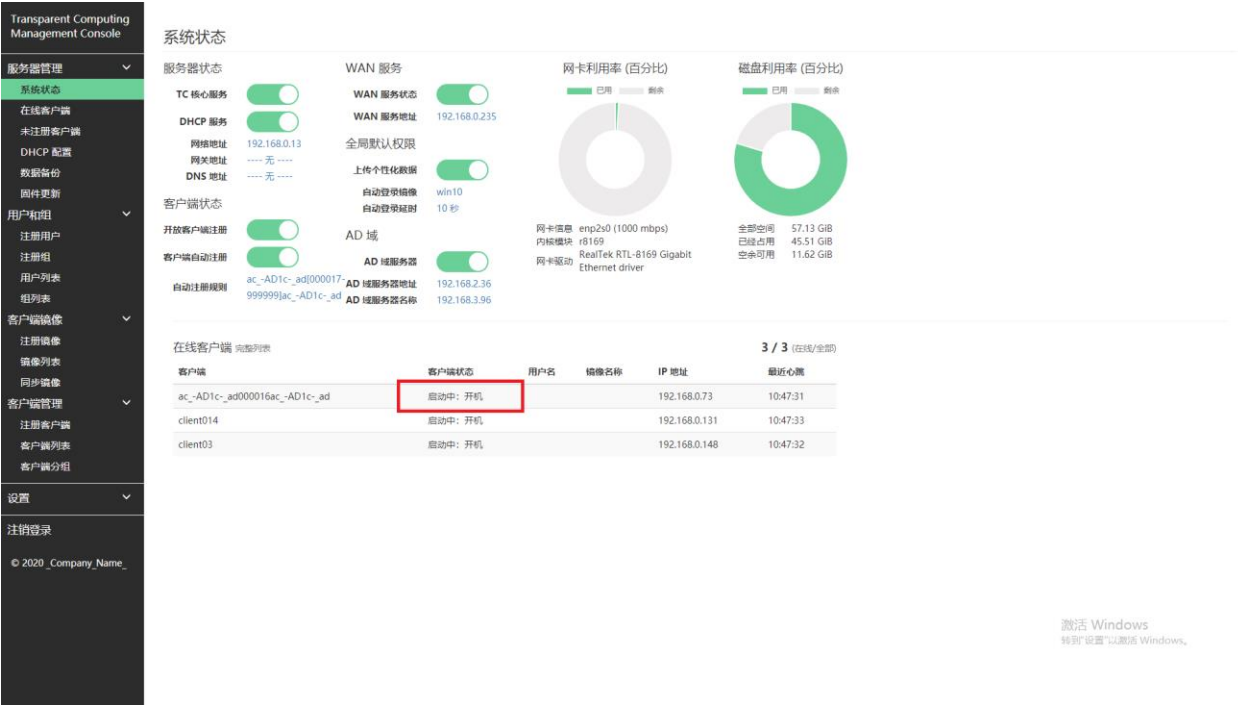 Transparent Computing
Management Console
服务器管理
系统状态
在线客户端
未注册客户端
DHCP 配置
数据备份
固件更新
用户和组
注册用户
注册组
用户列表
组列表
客户端镜像
注册镜像
镜像列表
同步镜像
客户端管理
注册客户端
客户端列表
客户端分组
设置
注销登录
© 2020 _Company_Name_
系统状态
服务器状态
TC 核心服务
DHCP 服务
网络地址 192.168.0.13
网关地址 ---- 无 ----
DNS 地址 ---- 无 ----
客户端状态
开放客户端注册
客户端自动注册
自动注册规则 ac_-AD1c-_ad[000017-
999999]ac_-AD1c-_ad
WAN 服务
WAN 服务状态
WAN 服务地址 192.168.0.235
全局默认权限
上传个性化数据
自动登录镜像 win10
自动登录延时 10 秒
AD 域
AD 域服务器
AD 域服务器地址 192.168.2.36
AD 域服务器名称 192.168.3.96
网卡利用率 (百分比)
已用 剩余
网卡信息 enp2s0 (1000 mbps)
内核模块 r8169
网卡驱动 RealTek RTL-8169 Gigabit
Ethernet driver
磁盘利用率 (百分比)
已用 剩余
全部空间 57.13 GiB
已经占用 45.51 GiB
空余可用 11.62 GiB
在线客户端 完整列表 3 / 3 (在线/全部)
客户端 客户端状态 用户名 镜像名称 IP 地址 最近心跳
ac_-AD1c-_ad000016ac_-AD1c-_ad 启动中：开机 192.168.0.73 10:47:31
client014 启动中：开机 192.168.0.131 10:47:33
client03 启动中：开机 192.168.0.148 10:47:32
激活 Windows
转到"设置"以激活 Windows。